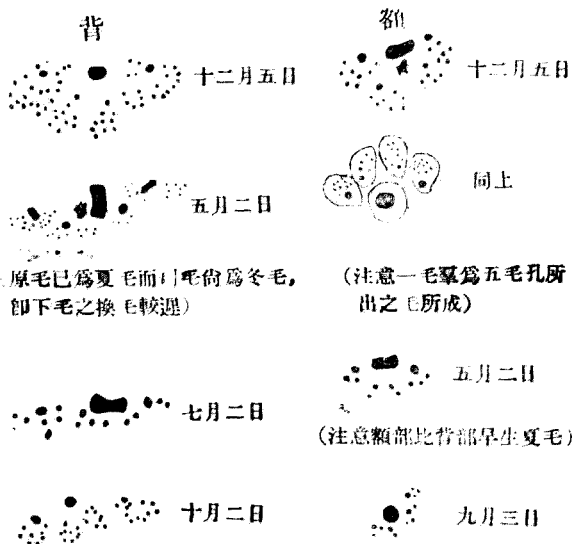 背
十二月五日
五月二日
原毛已爲夏毛而下毛尙爲冬毛，
卽下毛之換毛較遲）
七月二日
十月二日
額
十二月五日
同上
（注意一毛羣爲五毛孔所
出之毛所成）
五月二日
（注意額部比背部早生夏毛）
九月三日